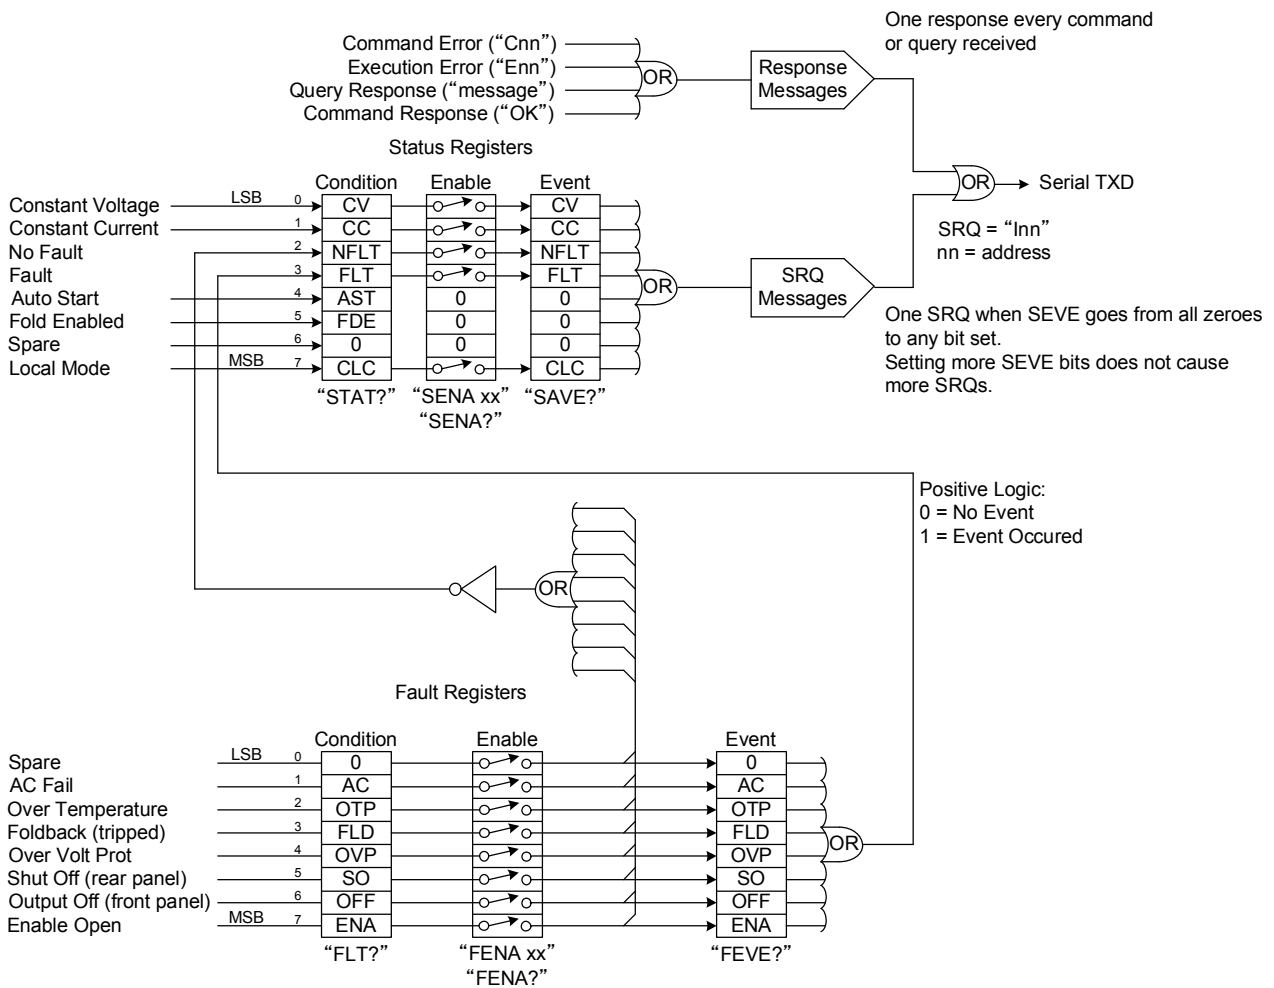 One response every command
or query received
Command Error (“Cnn”)
Execution Error (“Enn”)
Query Response (“message”)
Command Response (“OK”)
OR
Response
Messages
Status Registers
Condition Enable Event
Constant Voltage LSB 0 CV CV
Constant Current 1 CC CC
No Fault 2 NFLT NFLT
Fault 3 FLT FLT
Auto Start 4 AST 0 0
Fold Enabled 5 FDE 0 0
Spare 6 0 0 0
Local Mode MSB 7 CLC CLC
“STAT?” “SENA xx” “SAVE?”
“SENA?”
OR
SRQ
Messages
OR
Serial TXD
SRQ = “Inn”
nn = address
One SRQ when SEVE goes from all zeroes
to any bit set.
Setting more SEVE bits does not cause
more SRQs.
Positive Logic:
0 = No Event
1 = Event Occured
OR
Fault Registers
Condition Enable Event
Spare LSB 0 0 0
AC Fail 1 AC AC
Over Temperature 2 OTP OTP
Foldback (tripped) 3 FLD FLD
Over Volt Prot 4 OVP OVP
Shut Off (rear panel) 5 SO SO
Output Off (front panel) 6 OFF OFF
Enable Open MSB 7 ENA ENA
OR
“FLT?” “FENA xx” “FEVE?”
“FENA?”